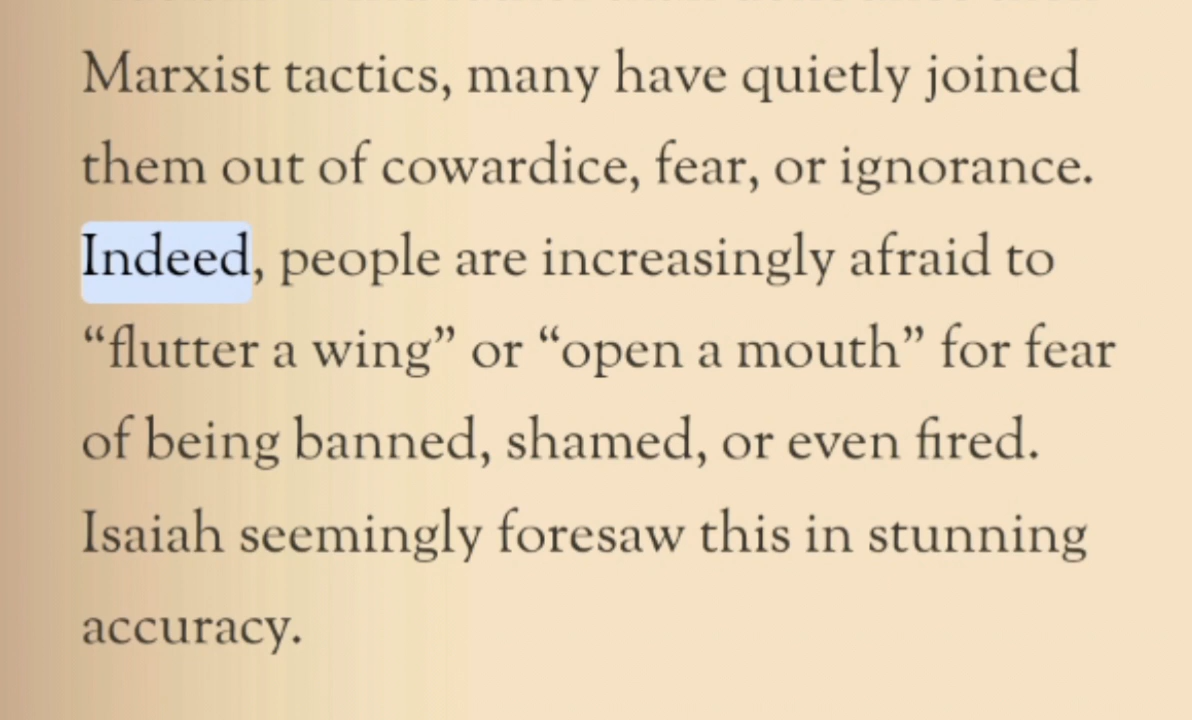 Marxist tactics, many have quietly joined
them out of cowardice, fear, or ignorance.
Indeed, people are increasingly afraid to
“flutter a wing” or “open a mouth” for fear
of being banned, shamed, or even fired.
Isaiah seemingly foresaw this in stunning
accuracy.